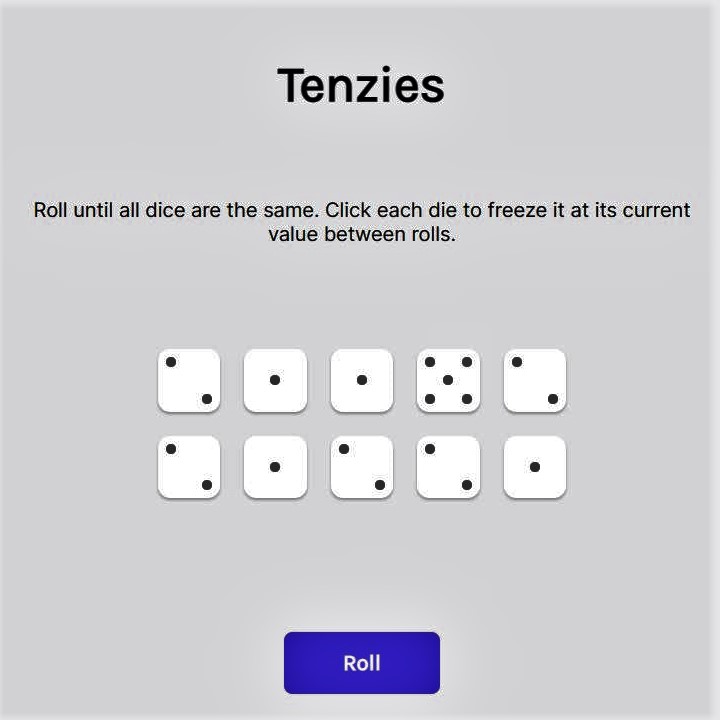 Tenzies
Roll until all dice are the same. Click each die to freeze it at its current
value between rolls.
Roll